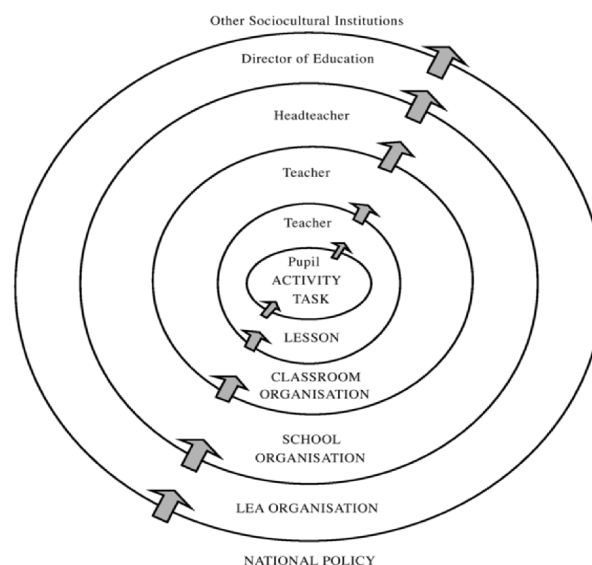 Other Sociocultural Institutions
Director of Education
Headteacher
Teacher
Teacher
Pupil
ACTIVITY
TASK
LESSON
CLASSROOM
ORGANISATION
SCHOOL
ORGANISATION
LEA ORGANISATION
NATIONAL POLICY